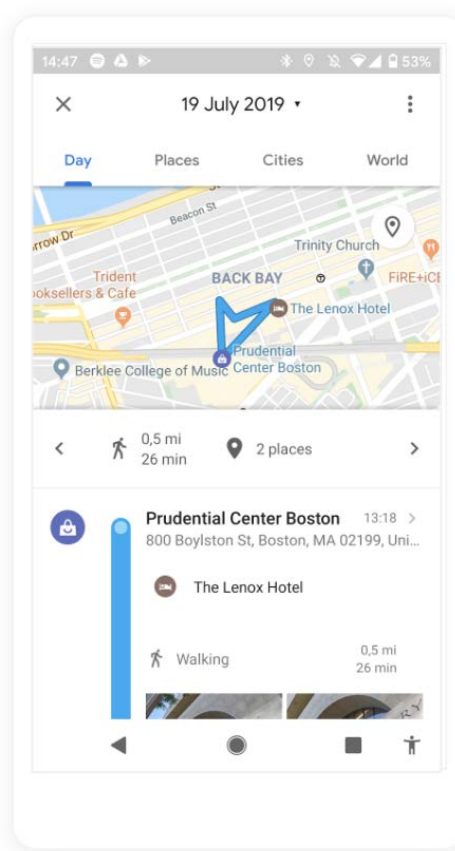 14:47 53%
19 July 2019
Day Places Cities World
Beacon St
rrow Dr
Trinity Church
Trident
ooksellers & Cafe
BACK BAY
FiRE+iCE
The Lenox Hotel
Prudential
Center Boston
Berklee College of Music
0,5 mi
26 min
2 places
Prudential Center Boston 13:18
800 Boylston St, Boston, MA 02199, Uni...
The Lenox Hotel
Walking
0,5 mi
26 min